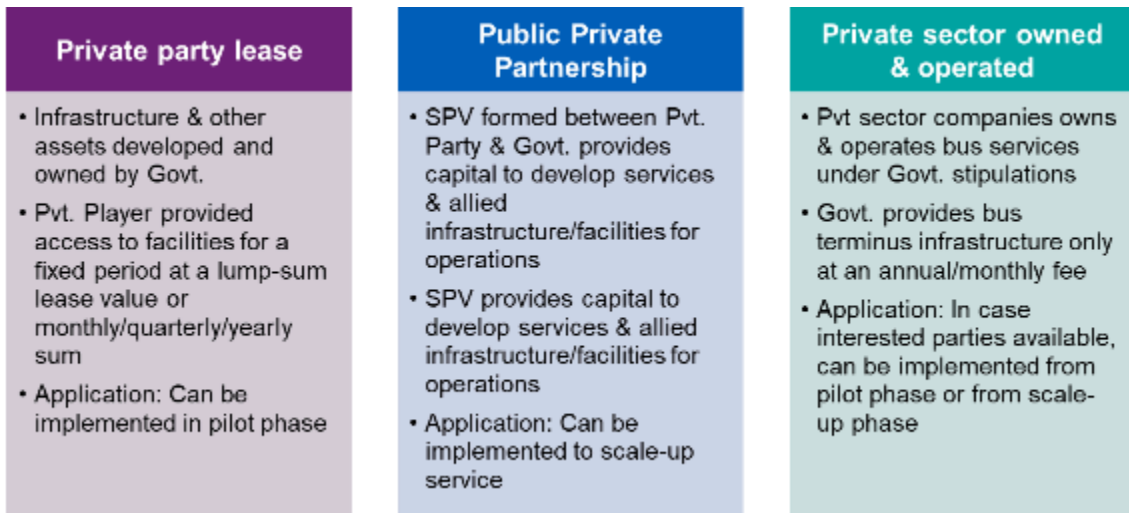 Private party lease
• Infrastructure & other
assets developed and
owned by Govt.
• Pvt. Player provided
access to facilities for a
fixed period at a lump-sum
lease value or
monthly/quarterly/yearly
sum
• Application: Can be
implemented in pilot phase
Public Private
Partnership
• SPV formed between Pvt.
Party & Govt. provides
capital to develop services
& allied
infrastructure/facilities for
operations
• SPV provides capital to
develop services & allied
infrastructure/facilities for
operations
• Application: Can be
implemented to scale-up
service
Private sector owned
& operated
• Pvt sector companies owns
& operates bus services
under Govt. stipulations
• Govt. provides bus
terminus infrastructure only
at an annual/monthly fee
• Application: In case
interested parties available,
can be implemented from
pilot phase or from scale-
up phase